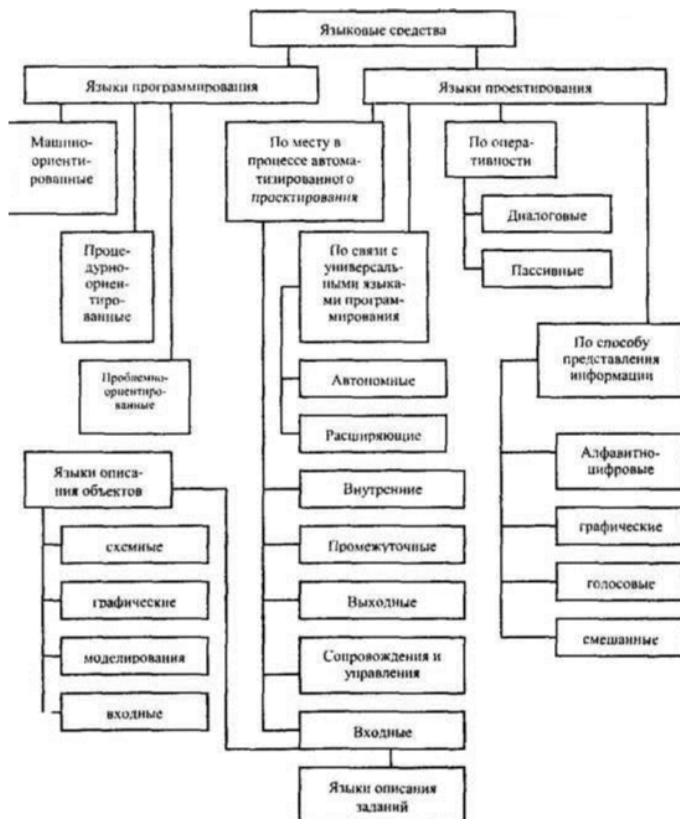 Языковые средства
Языки программирования
Языки проектирования
Машинно-
ориенти-
рованные
По месту в
процессе автома-
тизированного
проектирования
По опера-
тивности
Диалоговые
Пассивные
Проце-
дурно-
ориен-
тиро-
ванные
По связи с
универсаль-
ными языками
програм-
мирования
По способу
представления
информации
Проблемно-
ориентиро-
ванные
Автономные
Расширяющие
Языки описа-
ния объектов
Алфавитно-
цифровые
Внутренние
графические
схемные
Промежуточные
голосовые
графические
Выходные
смешанные
моделирования
Сопровождения и
управления
входные
Входные
Языки описания
заданий